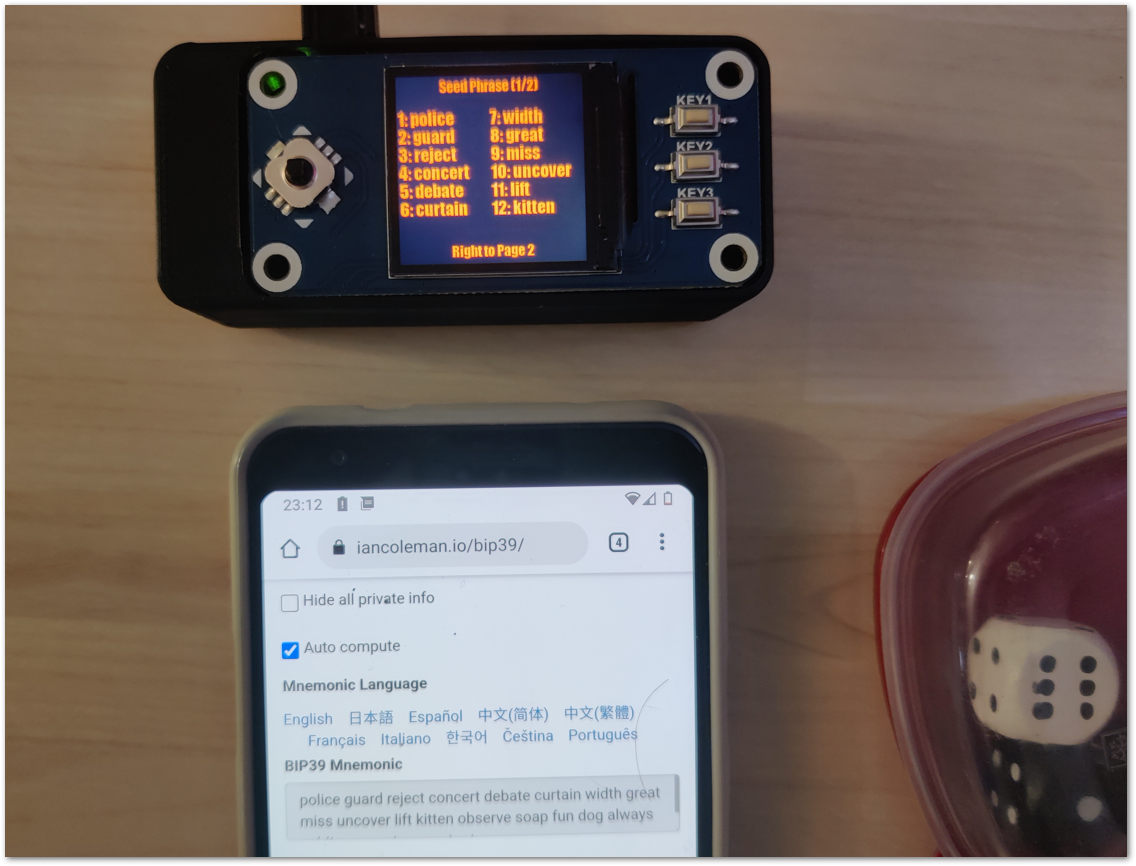 Seed Phrase (1/2)
1: police
2: guard
3: reject
4: concert
5: debate
6: curtain
7: width
8: great
9: miss
10: uncover
11: lift
12: kitten
Right to Page 2
KEY1
KEY2
KEY3
23:12
iancoleman.io/bip39/
4
Hide all private info
Auto compute
Mnemonic Language
English 日本語 Español 中文(简体) 中文(繁體)
Français Italiano 한국어 Čeština Português
BIP39 Mnemonic
police guard reject concert debate curtain width great
miss uncover lift kitten observe soap fun dog always